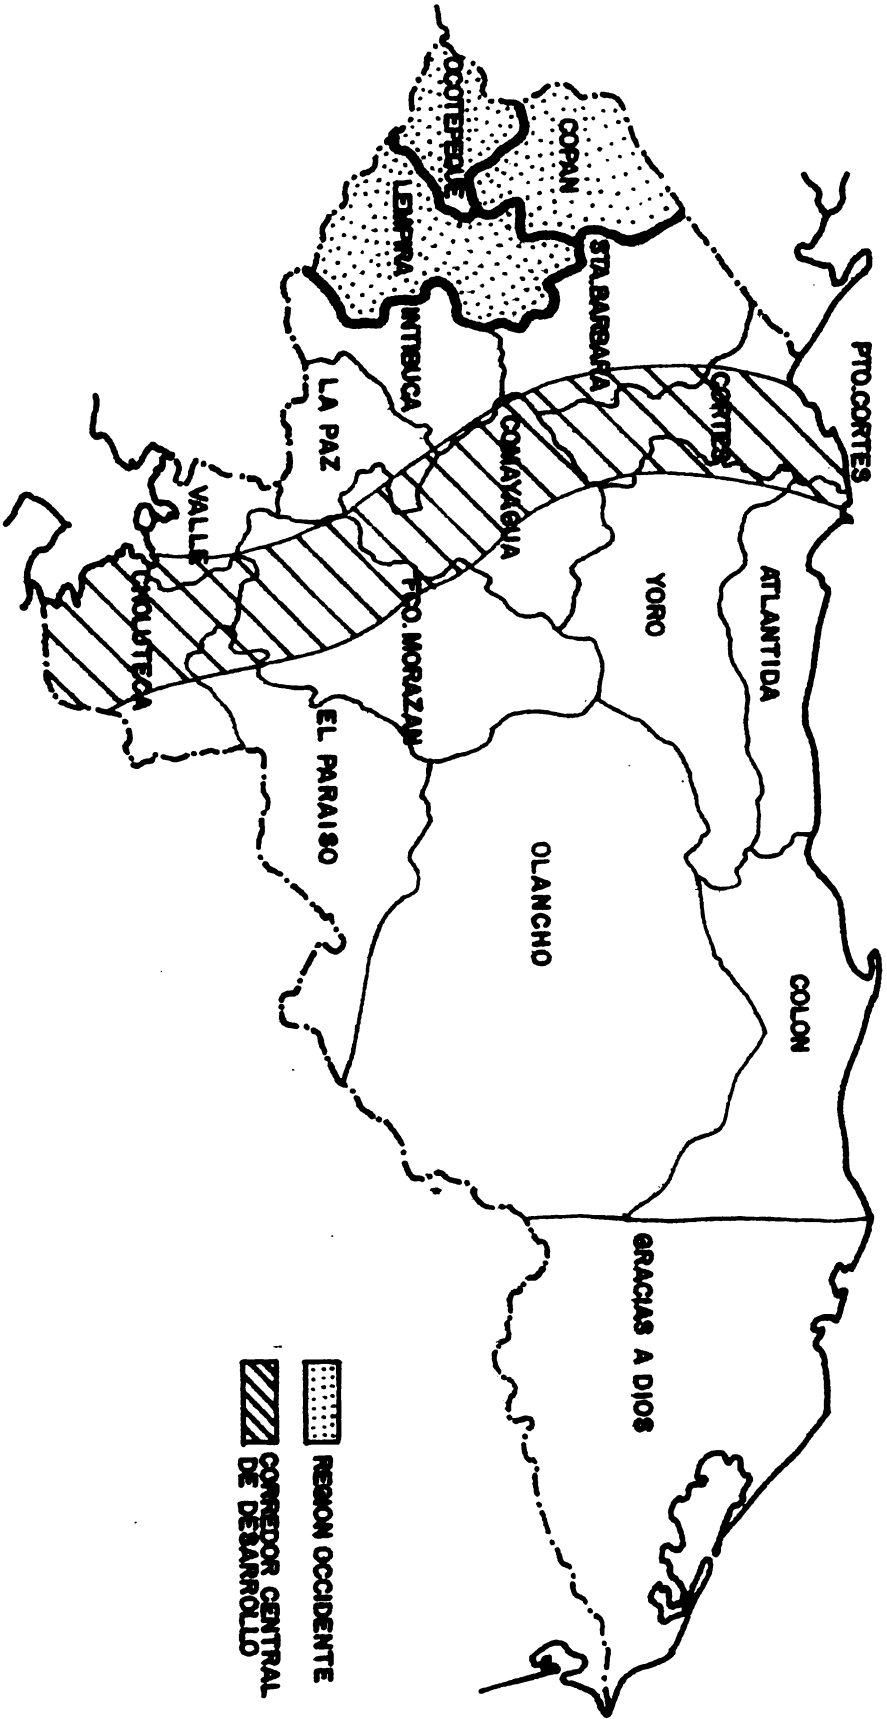 PTO.CORTES
COPAN
OCOTEPEQUE
LEMPIRA
STA.BARBARA
CORTES
ATLANTIDA
COLON
YORO
INTIBUCA
COMAYAGUA
LA PAZ
VALLE
FCO. MORAZAN
OLANCHO
GRACIAS A DIOS
CHOLUTECA
EL PARAISO
REGION OCCIDENTE
CORREDOR CENTRAL
DE DESARROLLO